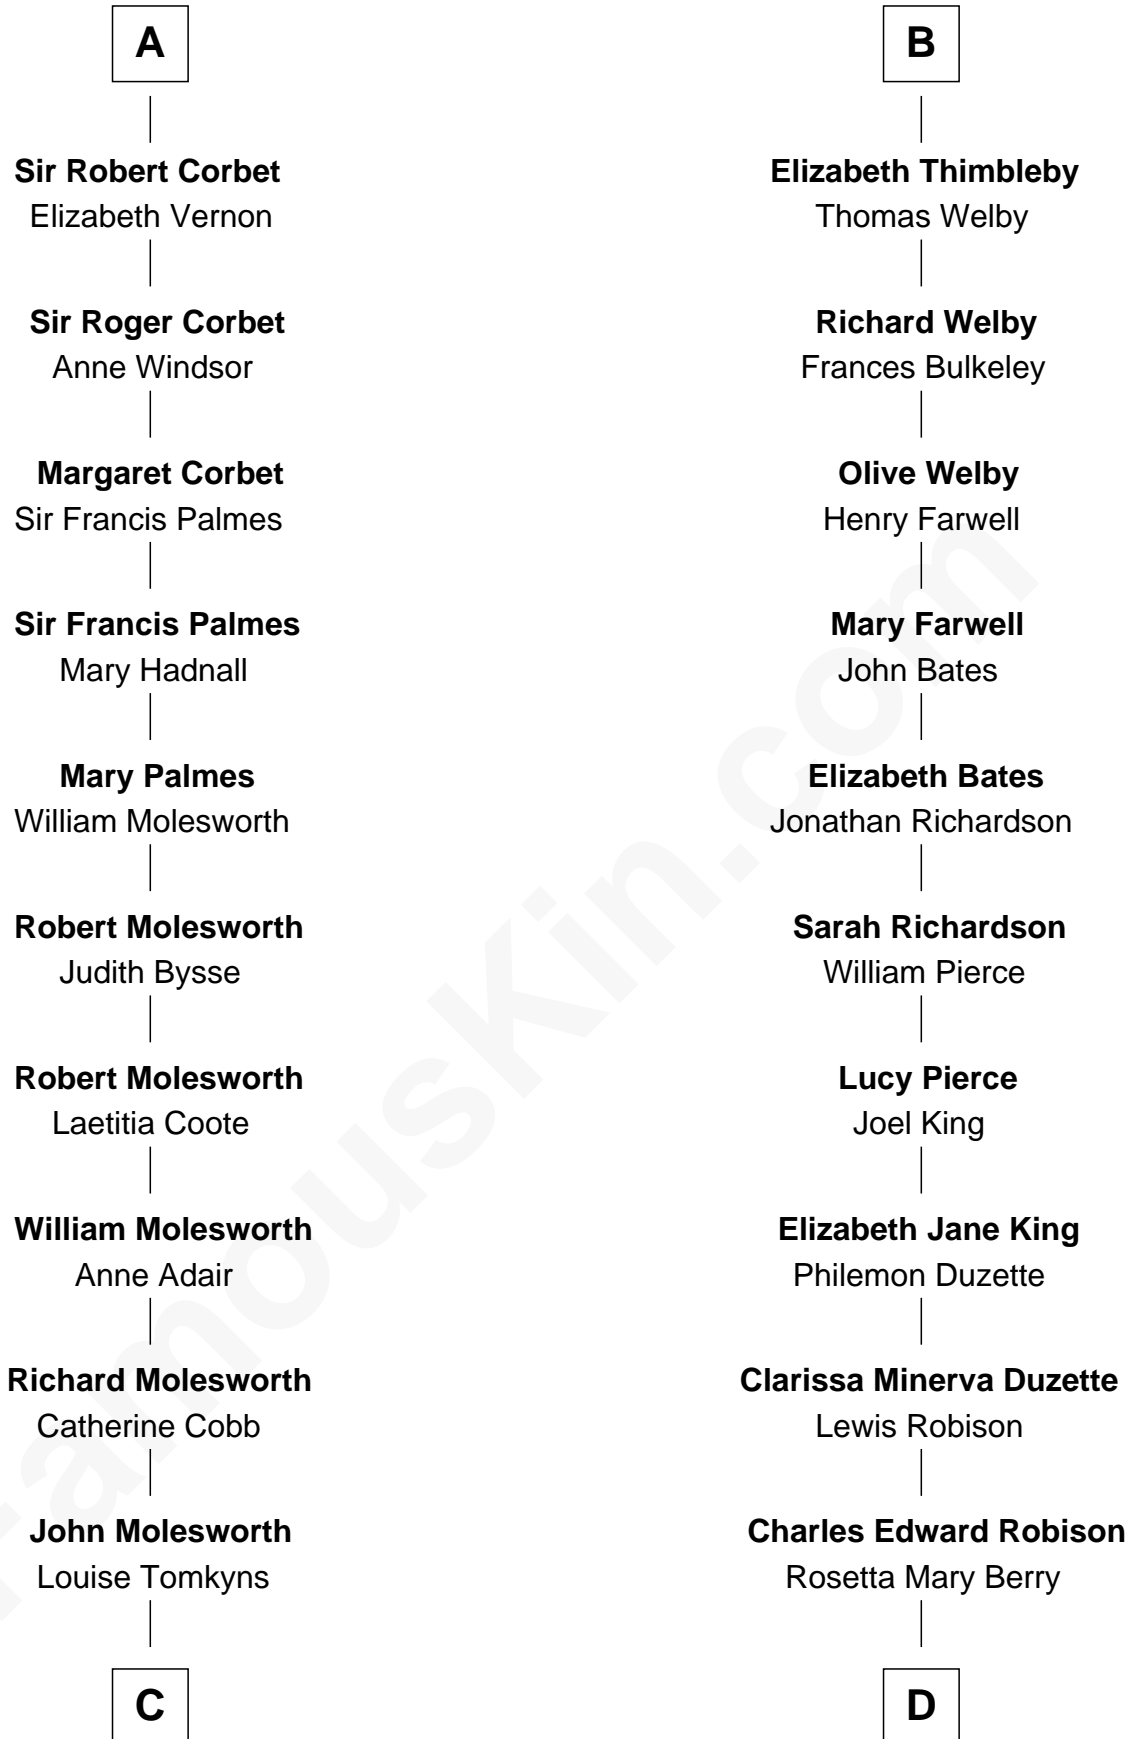 A
Sir Robert Corbet
Elizabeth Vernon
Sir Roger Corbet
Anne Windsor
Margaret Corbet
Sir Francis Palmes
Sir Francis Palmes
Mary Hadnall
Mary Palmes
William Molesworth
Robert Molesworth
Judith Bysse
Robert Molesworth
Laetitia Coote
William Molesworth
Anne Adair
Richard Molesworth
Catherine Cobb
John Molesworth
Louise Tomkyns
C
B
Elizabeth Thimbleby
Thomas Welby
Richard Welby
Frances Bulkeley
Olive Welby
Henry Farwell
Mary Farwell
John Bates
Elizabeth Bates
Jonathan Richardson
Sarah Richardson
William Pierce
Lucy Pierce
Joel King
Elizabeth Jane King
Philemon Duzette
Clarissa Minerva Duzette
Lewis Robison
Charles Edward Robison
Rosetta Mary Berry
D
FamousKin.com